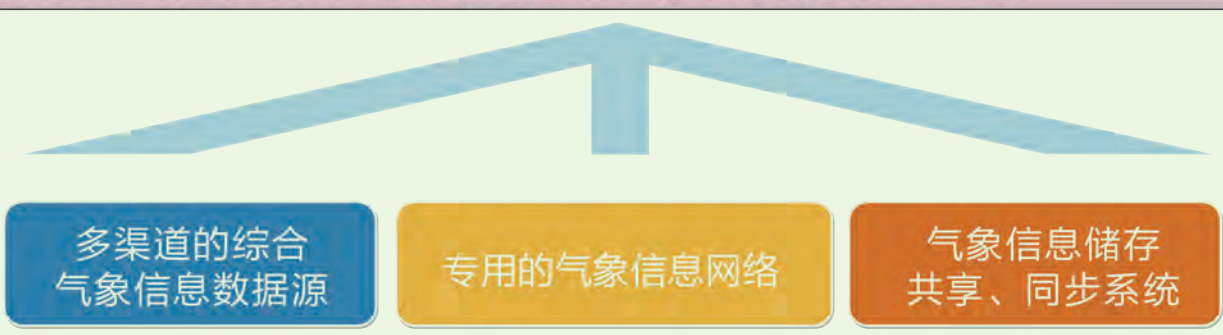 多渠道的综合
气象信息数据源
专用的气象信息网络
气象信息储存
共享、同步系统